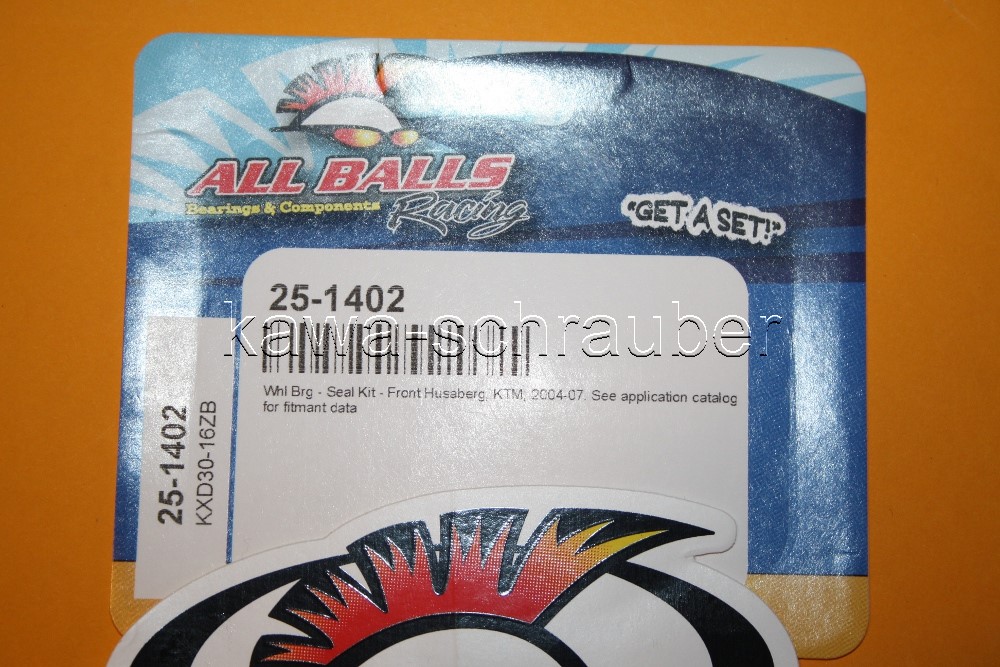 ALL BALLS
Bearings & Components
Racing
"GET A SET!"
25-1402
kawa-schrauber
Whl Brg - Seal Kit - Front Husaberg, KTM, 2004-07. See application catalog
for fitmant data
25-1402
KXD30-16ZB